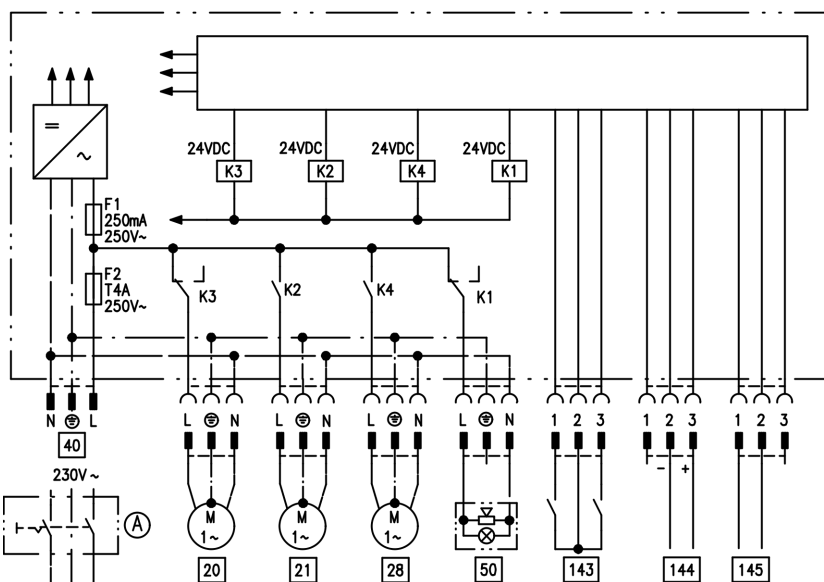 24VDC 24VDC 24VDC 24VDC
K3 K2 K4 K1
=
~
F1
250mA
250V~
F2
T4A
250V~
K3 K2 K4 K1
N L L N L N L N L N 1 2 3 1 2 3 1 2 3
40
- +
230V ~
A
M M M
1~ 1~ 1~
20 21 28 50 143 144 145